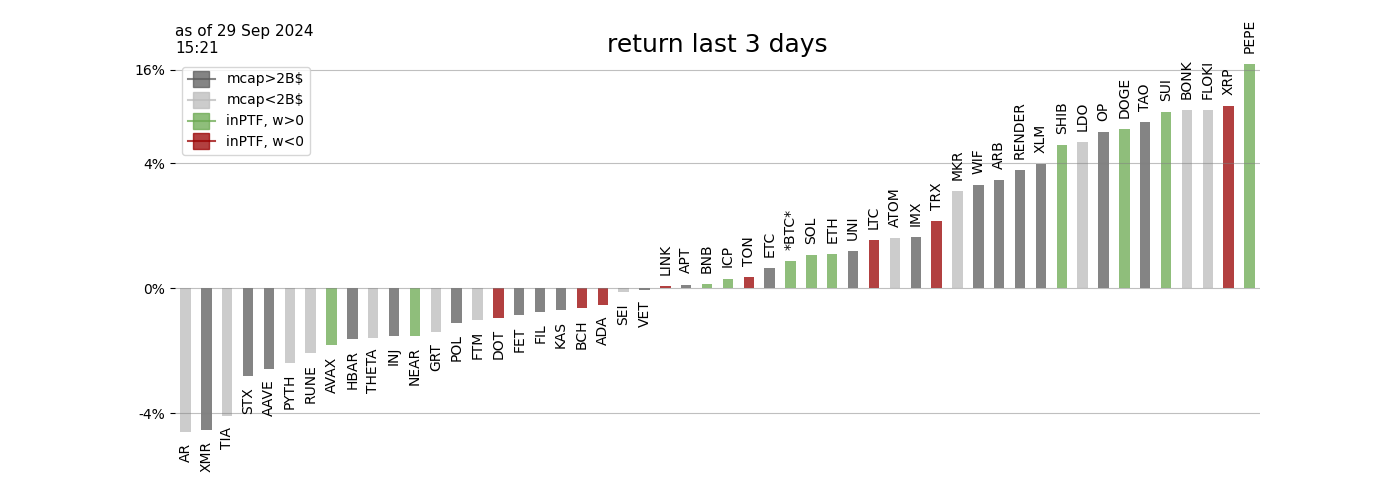 as of 29 Sep 2024
15:21
return last 3 days
16%
4%
0%
-4%
mcap>2B$
mcap<2B$
inPTF, w>0
inPTF, w<0
AR
XMR
TIA
STX
AAVE
PYTH
RUNE
AVAX
HBAR
THETA
INJ
NEAR
GRT
POL
FTM
DOT
FET
FIL
KAS
BCH
ADA
SEI
VET
LINK
APT
BNB
ICP
TON
ETC
*BTC*
SOL
ETH
UNI
LTC
ATOM
IMX
TRX
MKR
WIF
ARB
RENDER
XLM
SHIB
LDO
OP
DOGE
TAO
SUI
BONK
FLOKI
XRP
PEPE